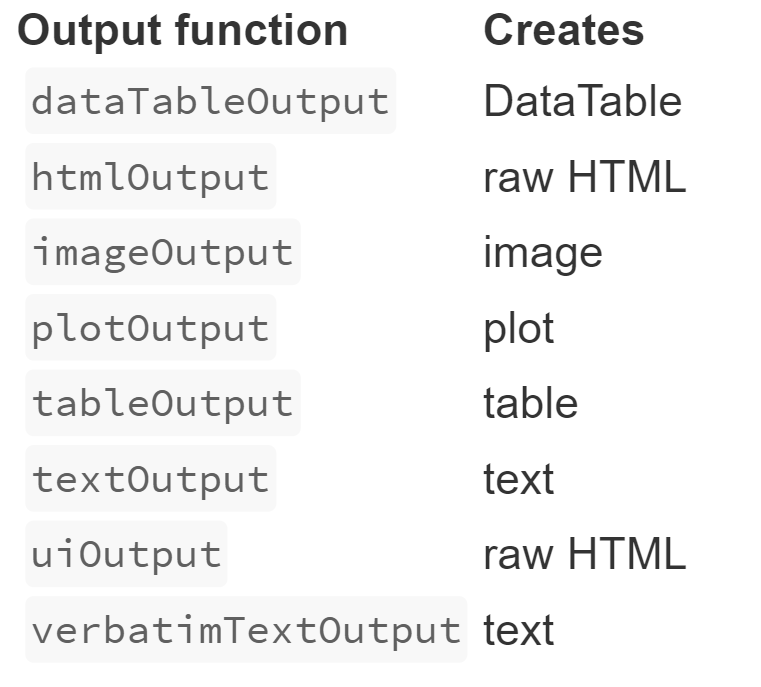 Output function Creates
dataTableOutput DataTable
htmlOutput raw HTML
imageOutput image
plotOutput plot
tableOutput table
textOutput text
uiOutput raw HTML
verbatimTextOutput text